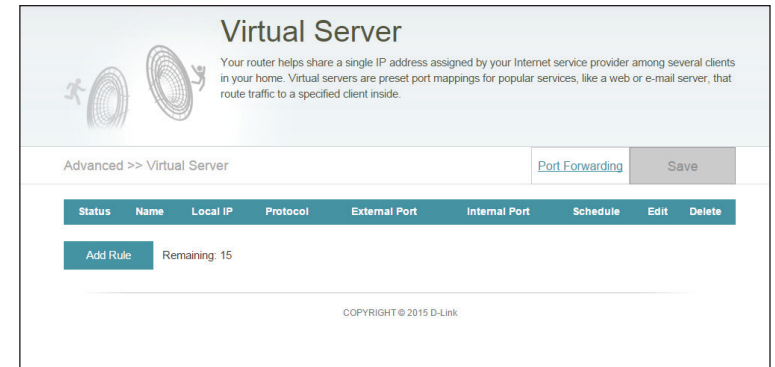 Virtual Server
Your router helps share a single IP address assigned by your Internet service provider among several clients
in your home. Virtual servers are preset port mappings for popular services, like a web or e-mail server, that
route traffic to a specified client inside.
Advanced >> Virtual Server
Port Forwarding
Save
Status Name Local IP Protocol External Port Internal Port Schedule Edit Delete
Add Rule Remaining: 15
COPYRIGHT © 2015 D-Link